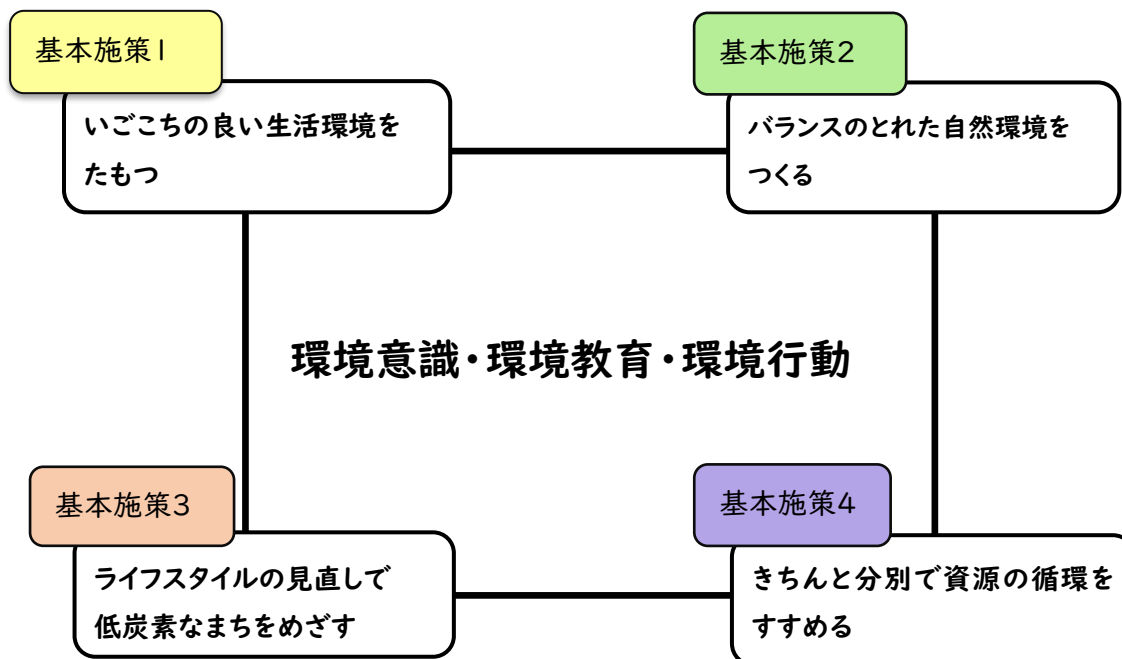 基本施策1
いごこちの良い生活環境を
たもつ
基本施策2
バランスのとれた自然環境を
つくる
環境意識・環境教育・環境行動
基本施策3
ライフスタイルの見直しで
低炭素なまちをめざす
基本施策4
きちんと分別で資源の循環を
すすめる